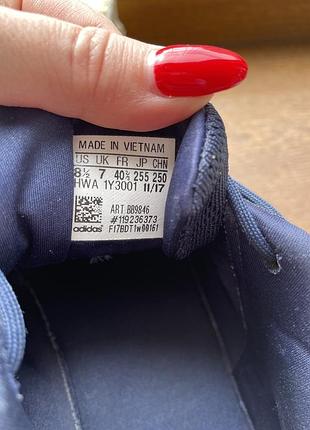 MADE IN VIETNAM
US UK FR JP CHN
8½ 7 40⅔ 255 250
HWA 1Y3001 11/17
ART BB9846
#119236373
adidas F17BDT1w00161